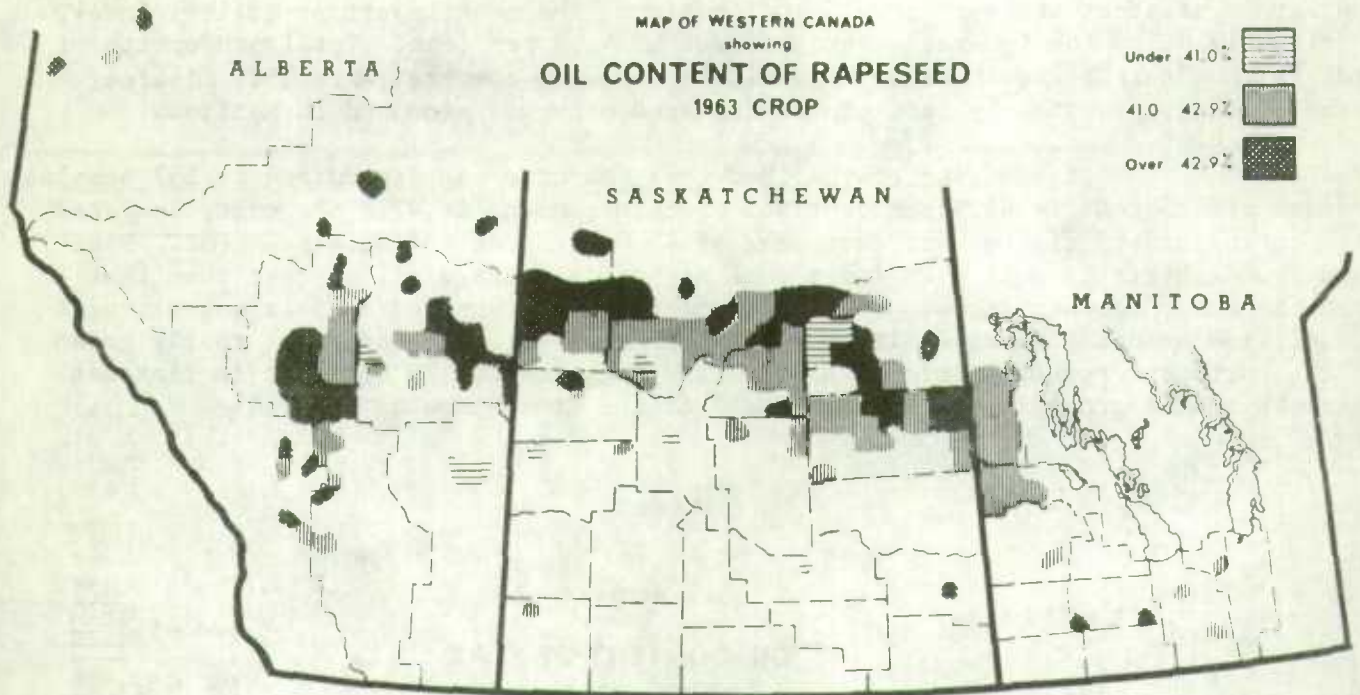 MAP OF WESTERN CANADA
showing
OIL CONTENT OF RAPESEED
1963 CROP
Under 41.0%
41.0 42.9%
Over 42.9%
ALBERTA
SASKATCHEWAN
MANITOBA